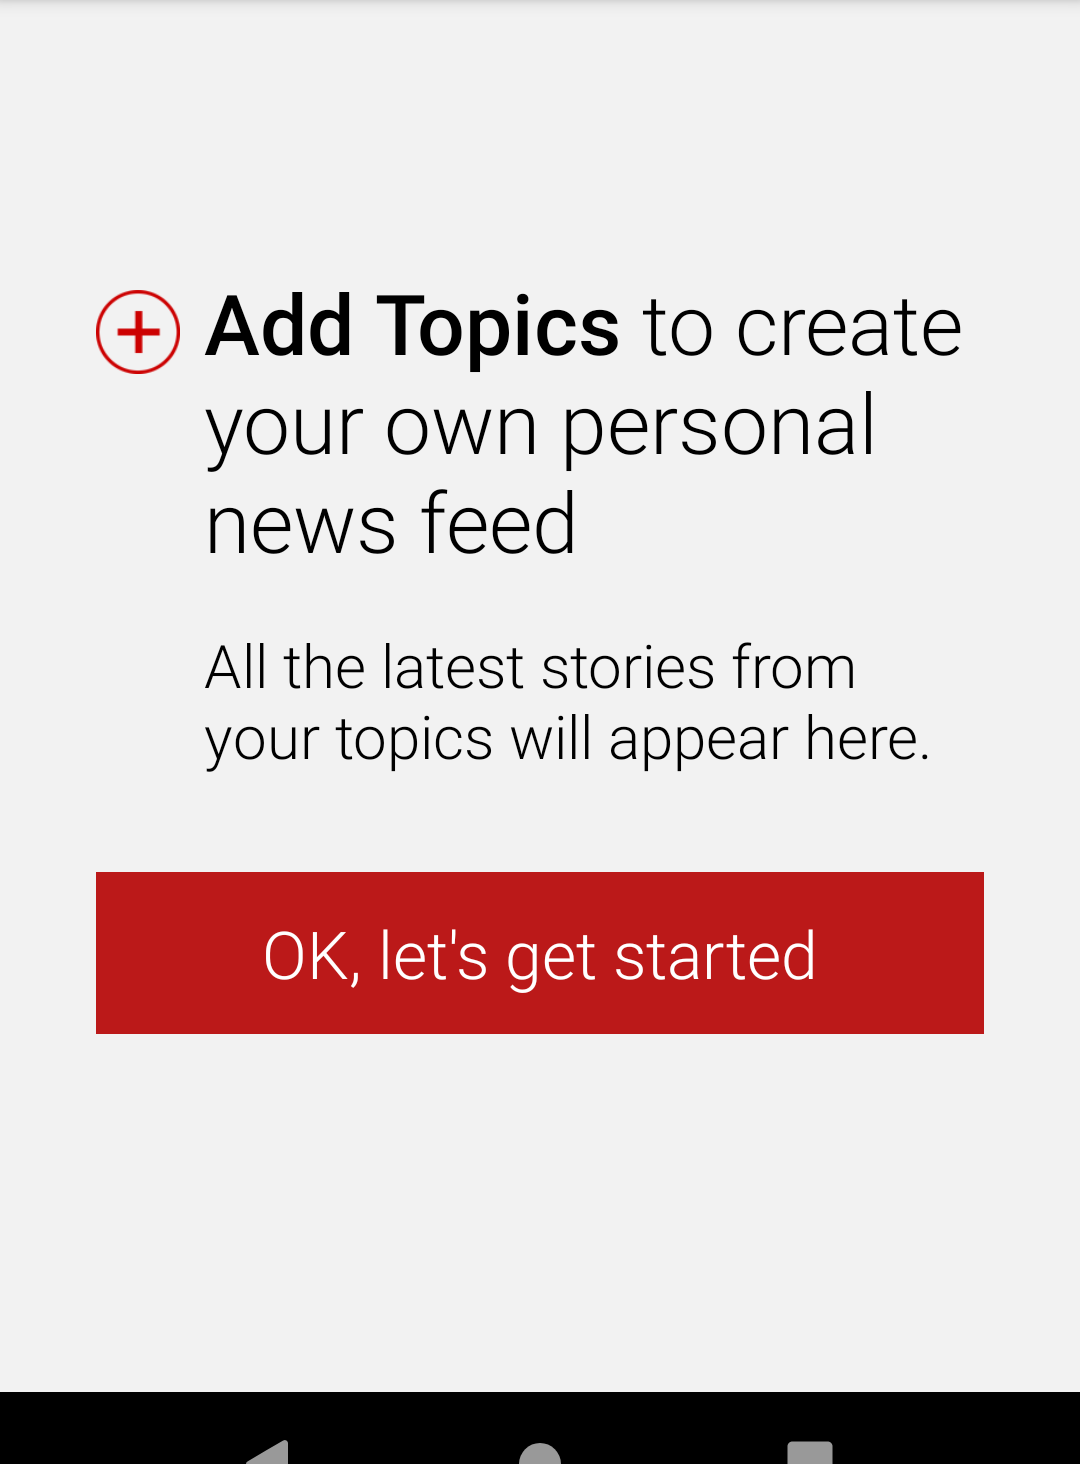 Add Topics to create
your own personal
news feed
All the latest stories from
your topics will appear here.
OK, let's get started